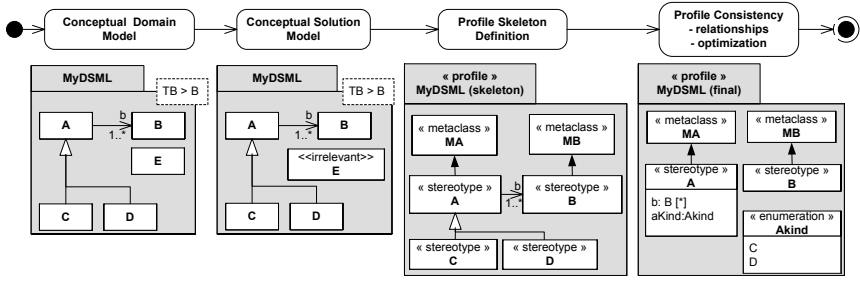 Conceptual Domain
Model
Conceptual Solution
Model
Profile Skeleton
Definition
Profile Consistency
- relationships
- optimization
MyDSML
TB > B
A
b
1..*
B
E
C
D
MyDSML
TB > B
A
b
1..*
B
<<irrelevant>>
E
C
D
« profile »
MyDSML (skeleton)
« metaclass »
MA
« metaclass »
MB
« stereotype »
A
b
1..*
« stereotype »
B
« stereotype »
C
« stereotype »
D
« profile »
MyDSML (final)
« metaclass »
MA
« metaclass »
MB
« stereotype »
A
b: B [*]
aKind:Akind
« stereotype »
B
« enumeration »
Akind
C
D